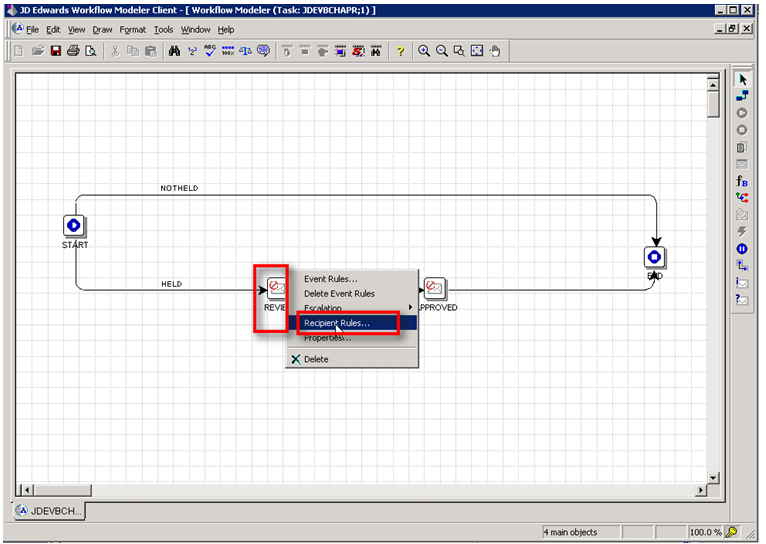 JD Edwards Workflow Modeler Client - [ Workflow Modeler (Task: JDEVBCHAPR;1) ]
File Edit View Draw Format Tools Window Help
NOTHELD
START
HELD
Event Rules...
Delete Event Rules
Escalation
Recipient Rules...
Properties...
Delete
REVIE
APPROVED
END
JDEVBCH...
4 main objects
100.0 %